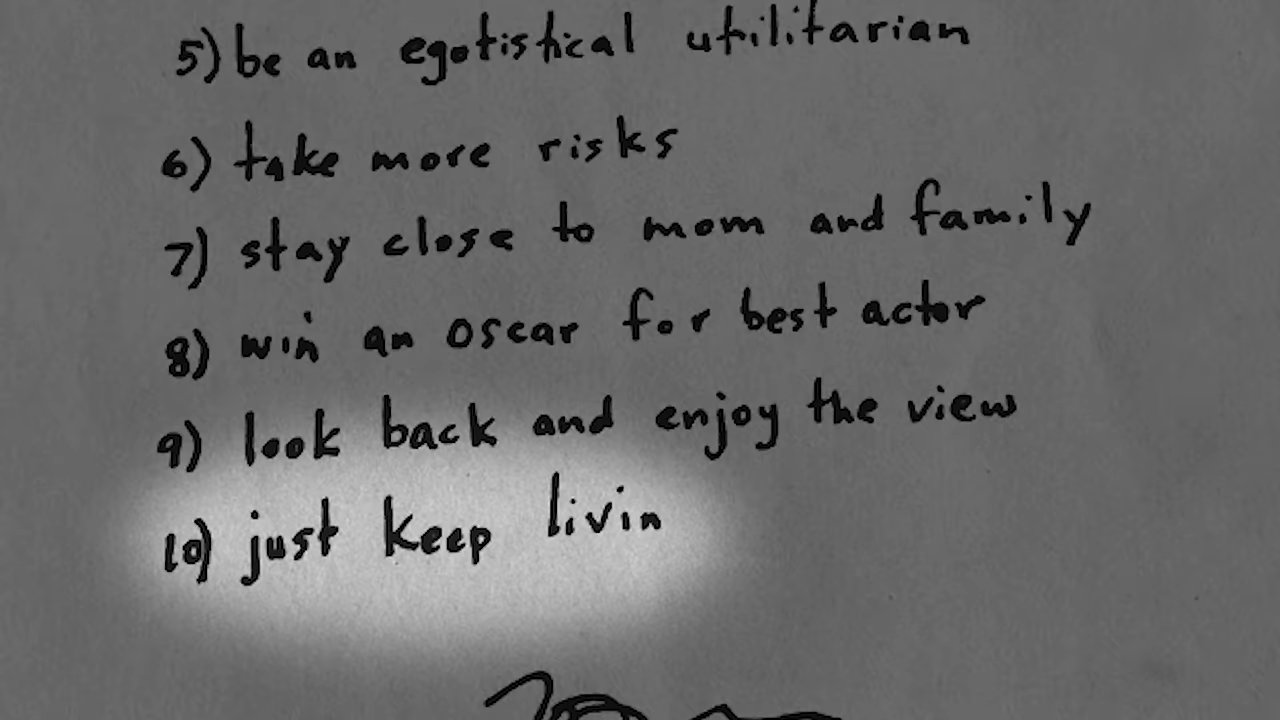 5) be an egotistical utilitarian
6) take more risks
7) stay close to mom and family
8) win an oscar for best actor
9) look back and enjoy the view
10) just keep livin